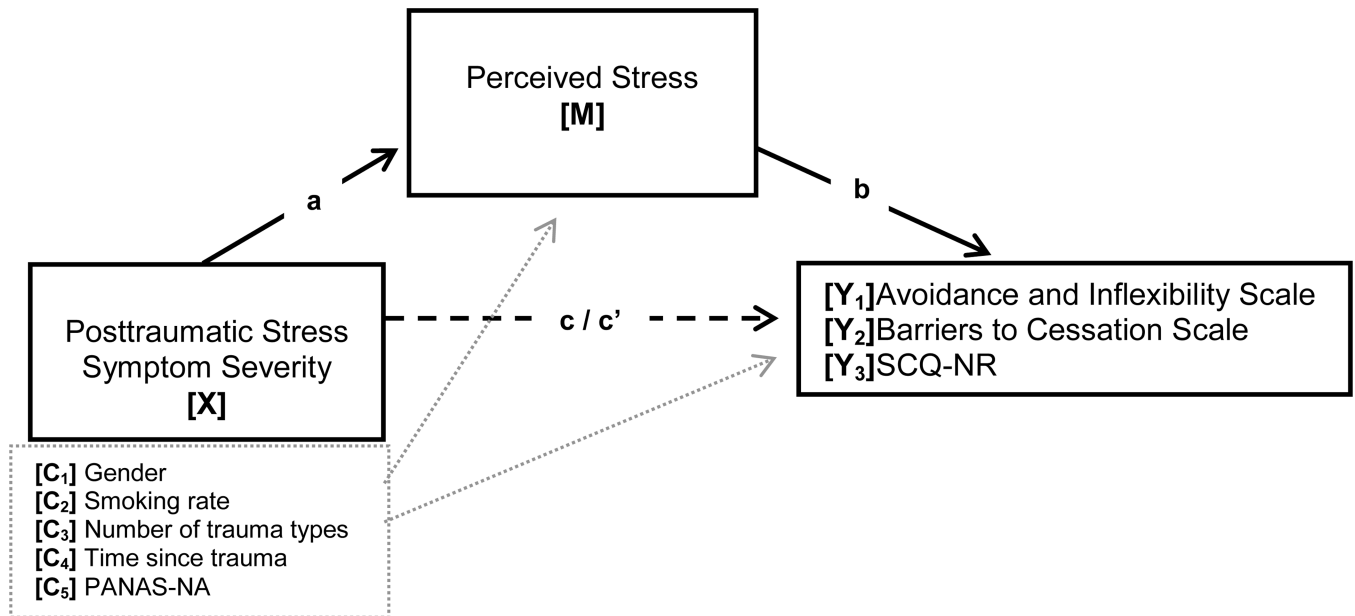 Perceived Stress
[M]
a
b
Posttraumatic Stress
Symptom Severity
[X]
c / c’
[Y₁]Avoidance and Inflexibility Scale
[Y₂]Barriers to Cessation Scale
[Y₃]SCQ-NR
[C₁] Gender
[C₂] Smoking rate
[C₃] Number of trauma types
[C₄] Time since trauma
[C₅] PANAS-NA